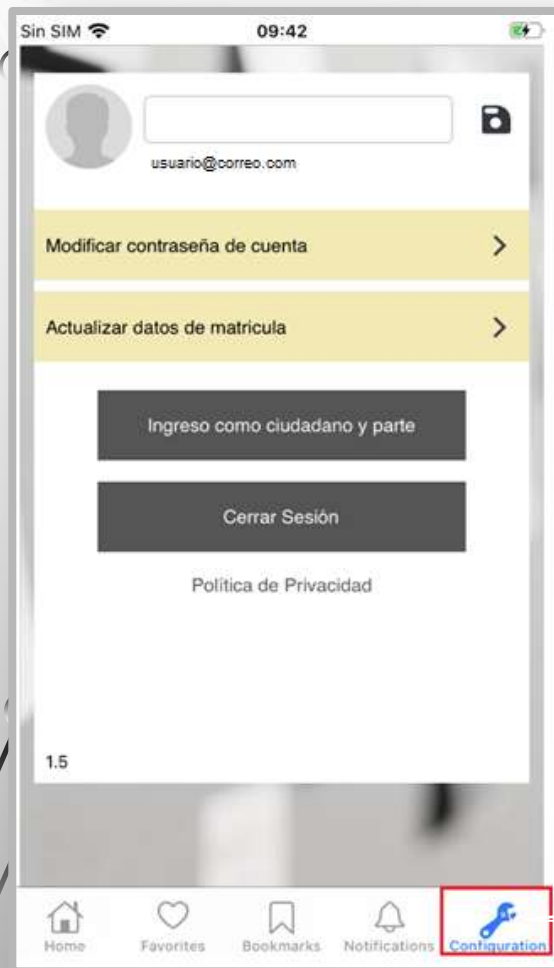 Sin SIM 09:42
usuario@correo.com
Modificar contraseña de cuenta
Actualizar datos de matricula
Ingreso como ciudadano y parte
Cerrar Sesión
Política de Privacidad
1.5
Home Favorites Bookmarks Notifications Configuration